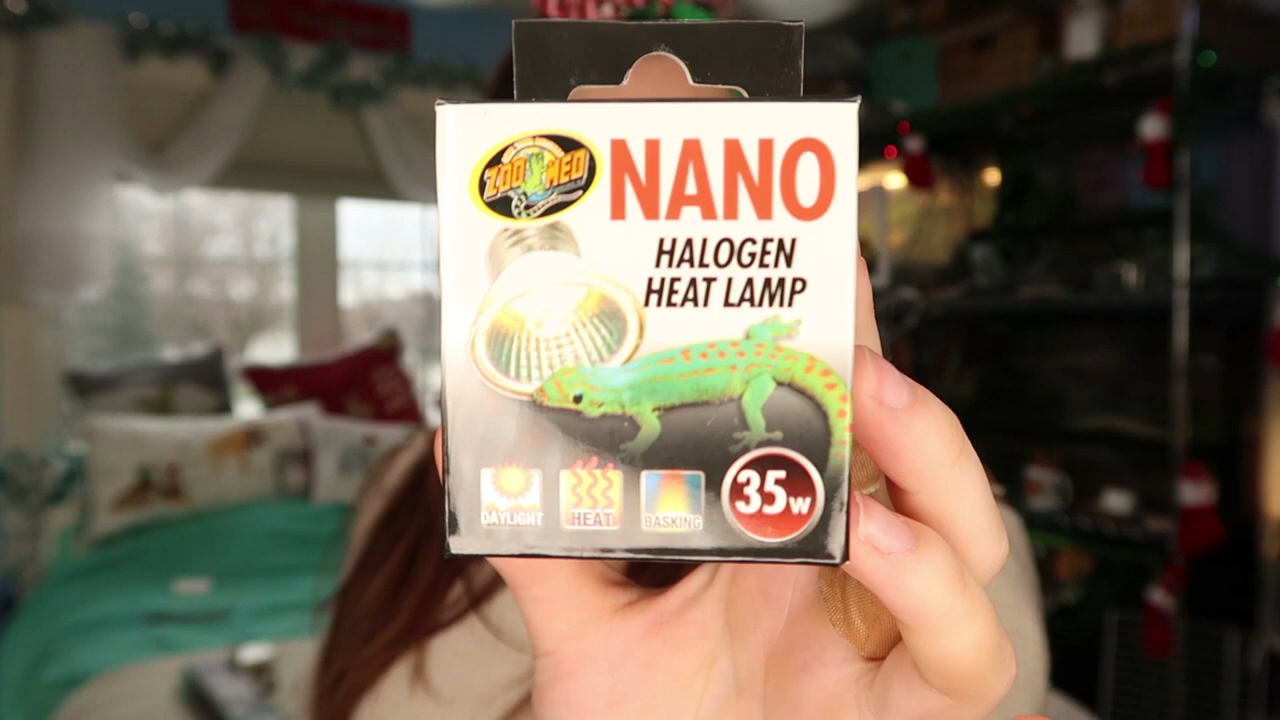 ZOO MED
NANO
HALOGEN
HEAT LAMP
DAYLIGHT
HEAT
BASKING
35w